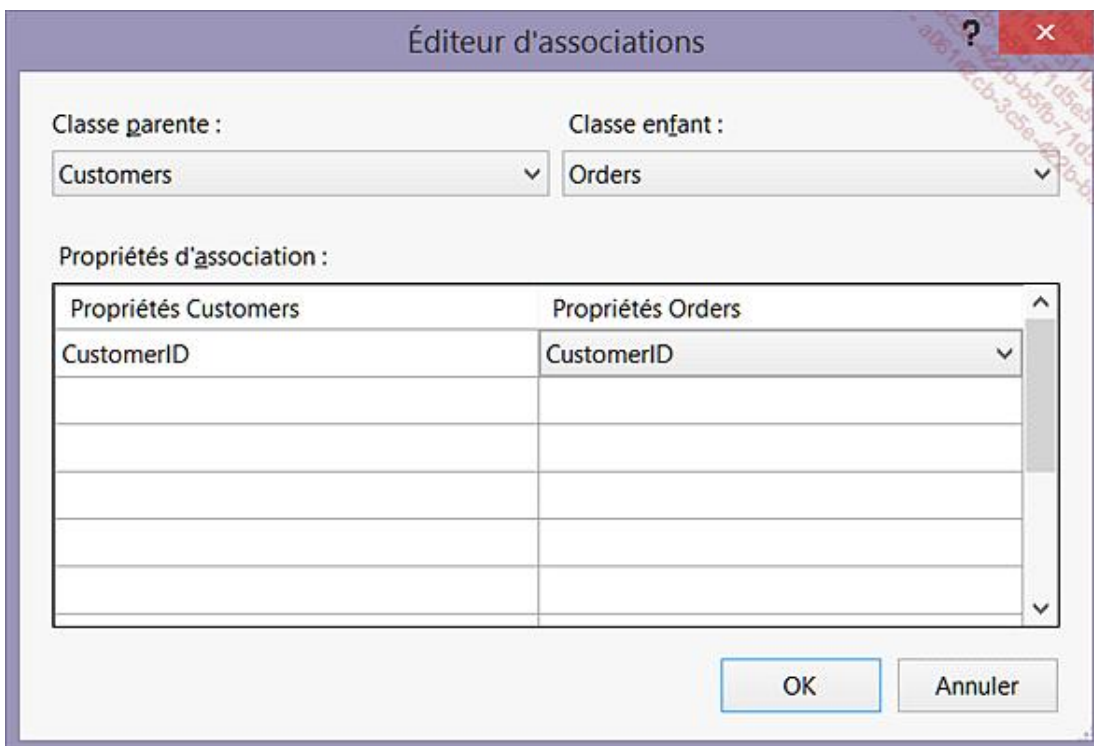 Éditeur d'associations
?
Classe parente :
Classe enfant :
Customers
Orders
Propriétés d'association :
Propriétés Customers
Propriétés Orders
CustomerID
CustomerID
OK
Annuler